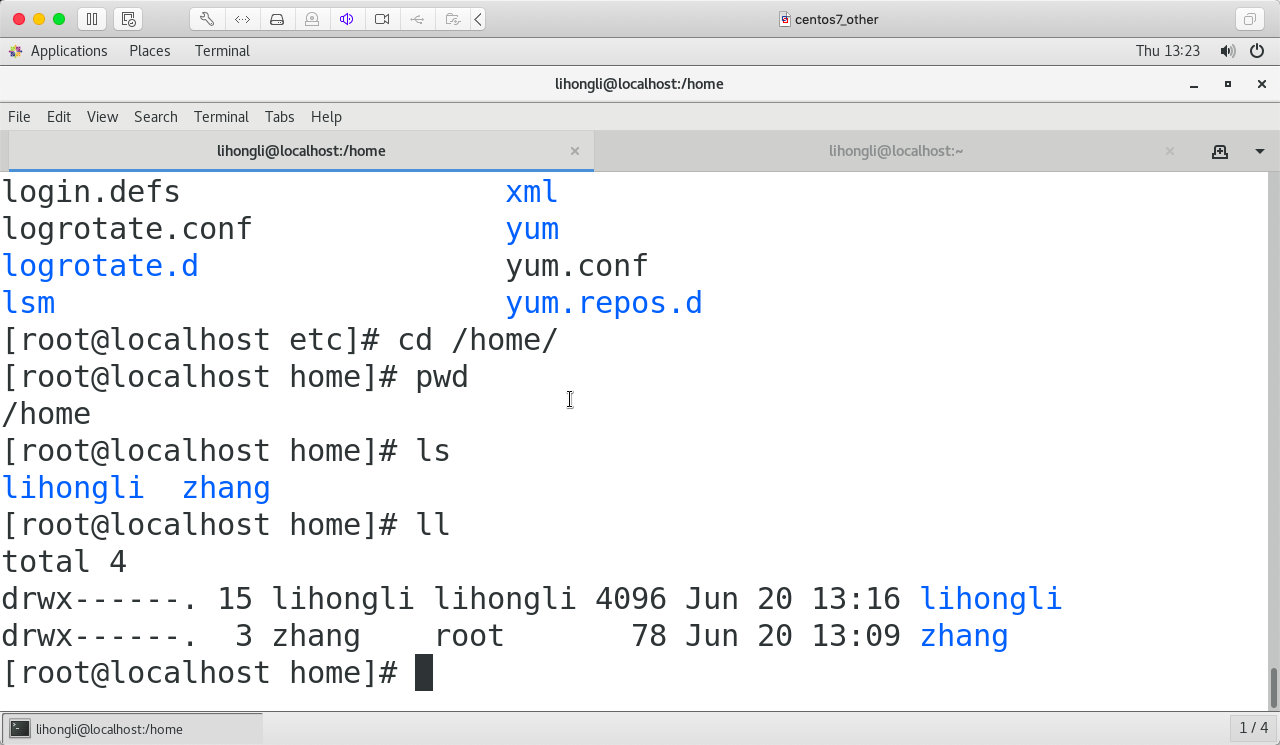 centos7_other
Applications Places Terminal Thu 13:23
lihongli@localhost:/home
File Edit View Search Terminal Tabs Help
lihongli@localhost:/home lihongli@localhost:~
login.defs xml
logrotate.conf yum
logrotate.d yum.conf
lsm yum.repos.d
[root@localhost etc]# cd /home/
[root@localhost home]# pwd
/home
[root@localhost home]# ls
lihongli  zhang
[root@localhost home]# ll
total 4
drwx------. 15 lihongli lihongli 4096 Jun 20 13:16 lihongli
drwx------.  3 zhang    root       78 Jun 20 13:09 zhang
[root@localhost home]#
lihongli@localhost:/home 1 / 4